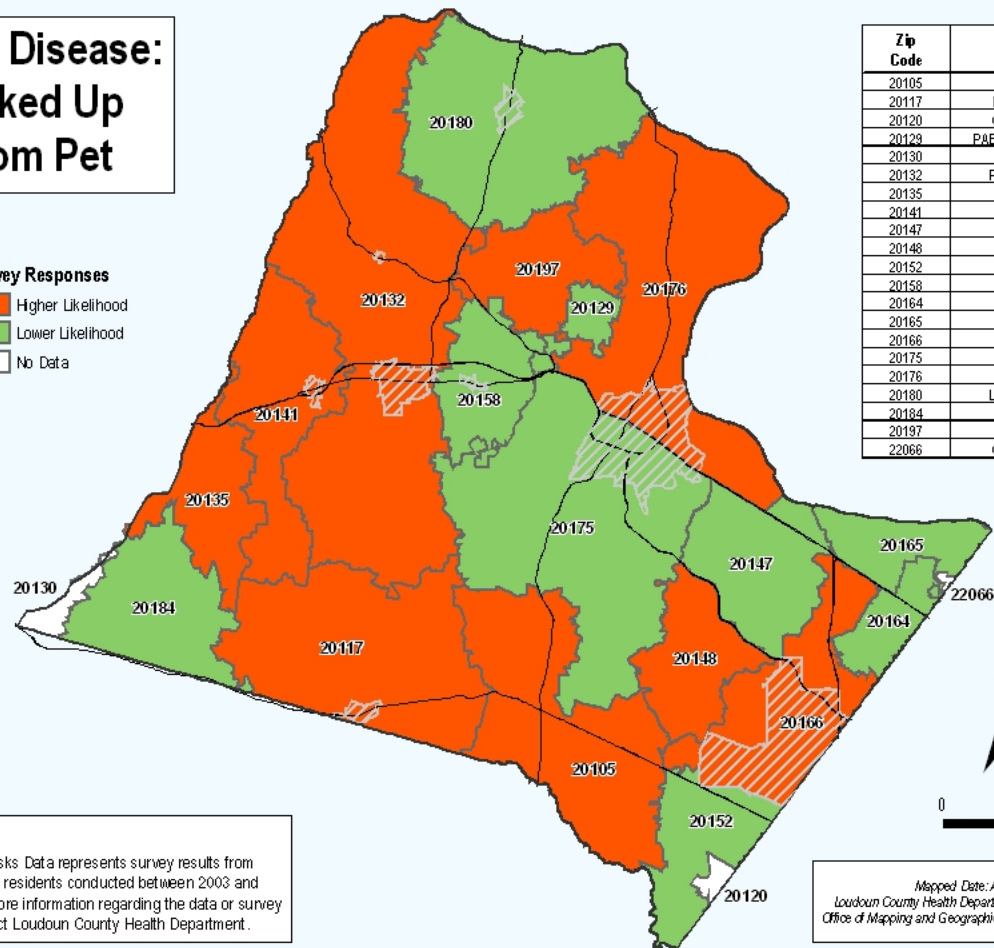 Disease:
ked Up
om Pet
vey Responses
Higher Likelihood
Lower Likelihood
No Data
Zip
Code
20105
20117
20120
20129
20130
20132
20135
20141
20147
20148
20152
20158
20164
20165
20166
20175
20176
20180 L
20184
20197
22066
20180
20197
20132
20176
20129
20158
20141
20135
20175
20147
20165
20130
20184
22066
20164
20117
20148
20166
20105
20152
20120
0
sks Data represents survey results from
residents conducted between 2003 and
ore information regarding the data or survey
ct Loudoun County Health Department.
Mapped Date: A
Loudoun County Health Depart
Office of Mapping and Geographi